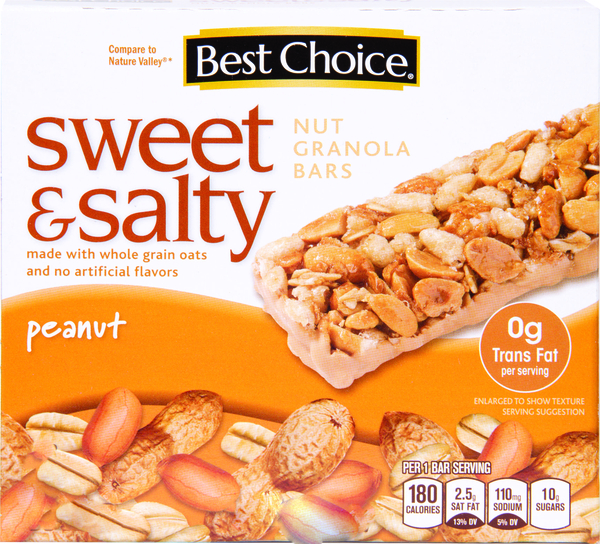 Compare to
Nature Valley®*
Best Choice®
sweet
&salty
NUT
GRANOLA
BARS
made with whole grain oats
and no artificial flavors
peanut
0g
Trans Fat
per serving
ENLARGED TO SHOW TEXTURE
SERVING SUGGESTION
PER 1 BAR SERVING
180
CALORIES
2.5g
SAT FAT
13% DV
110mg
SODIUM
5% DV
10g
SUGARS